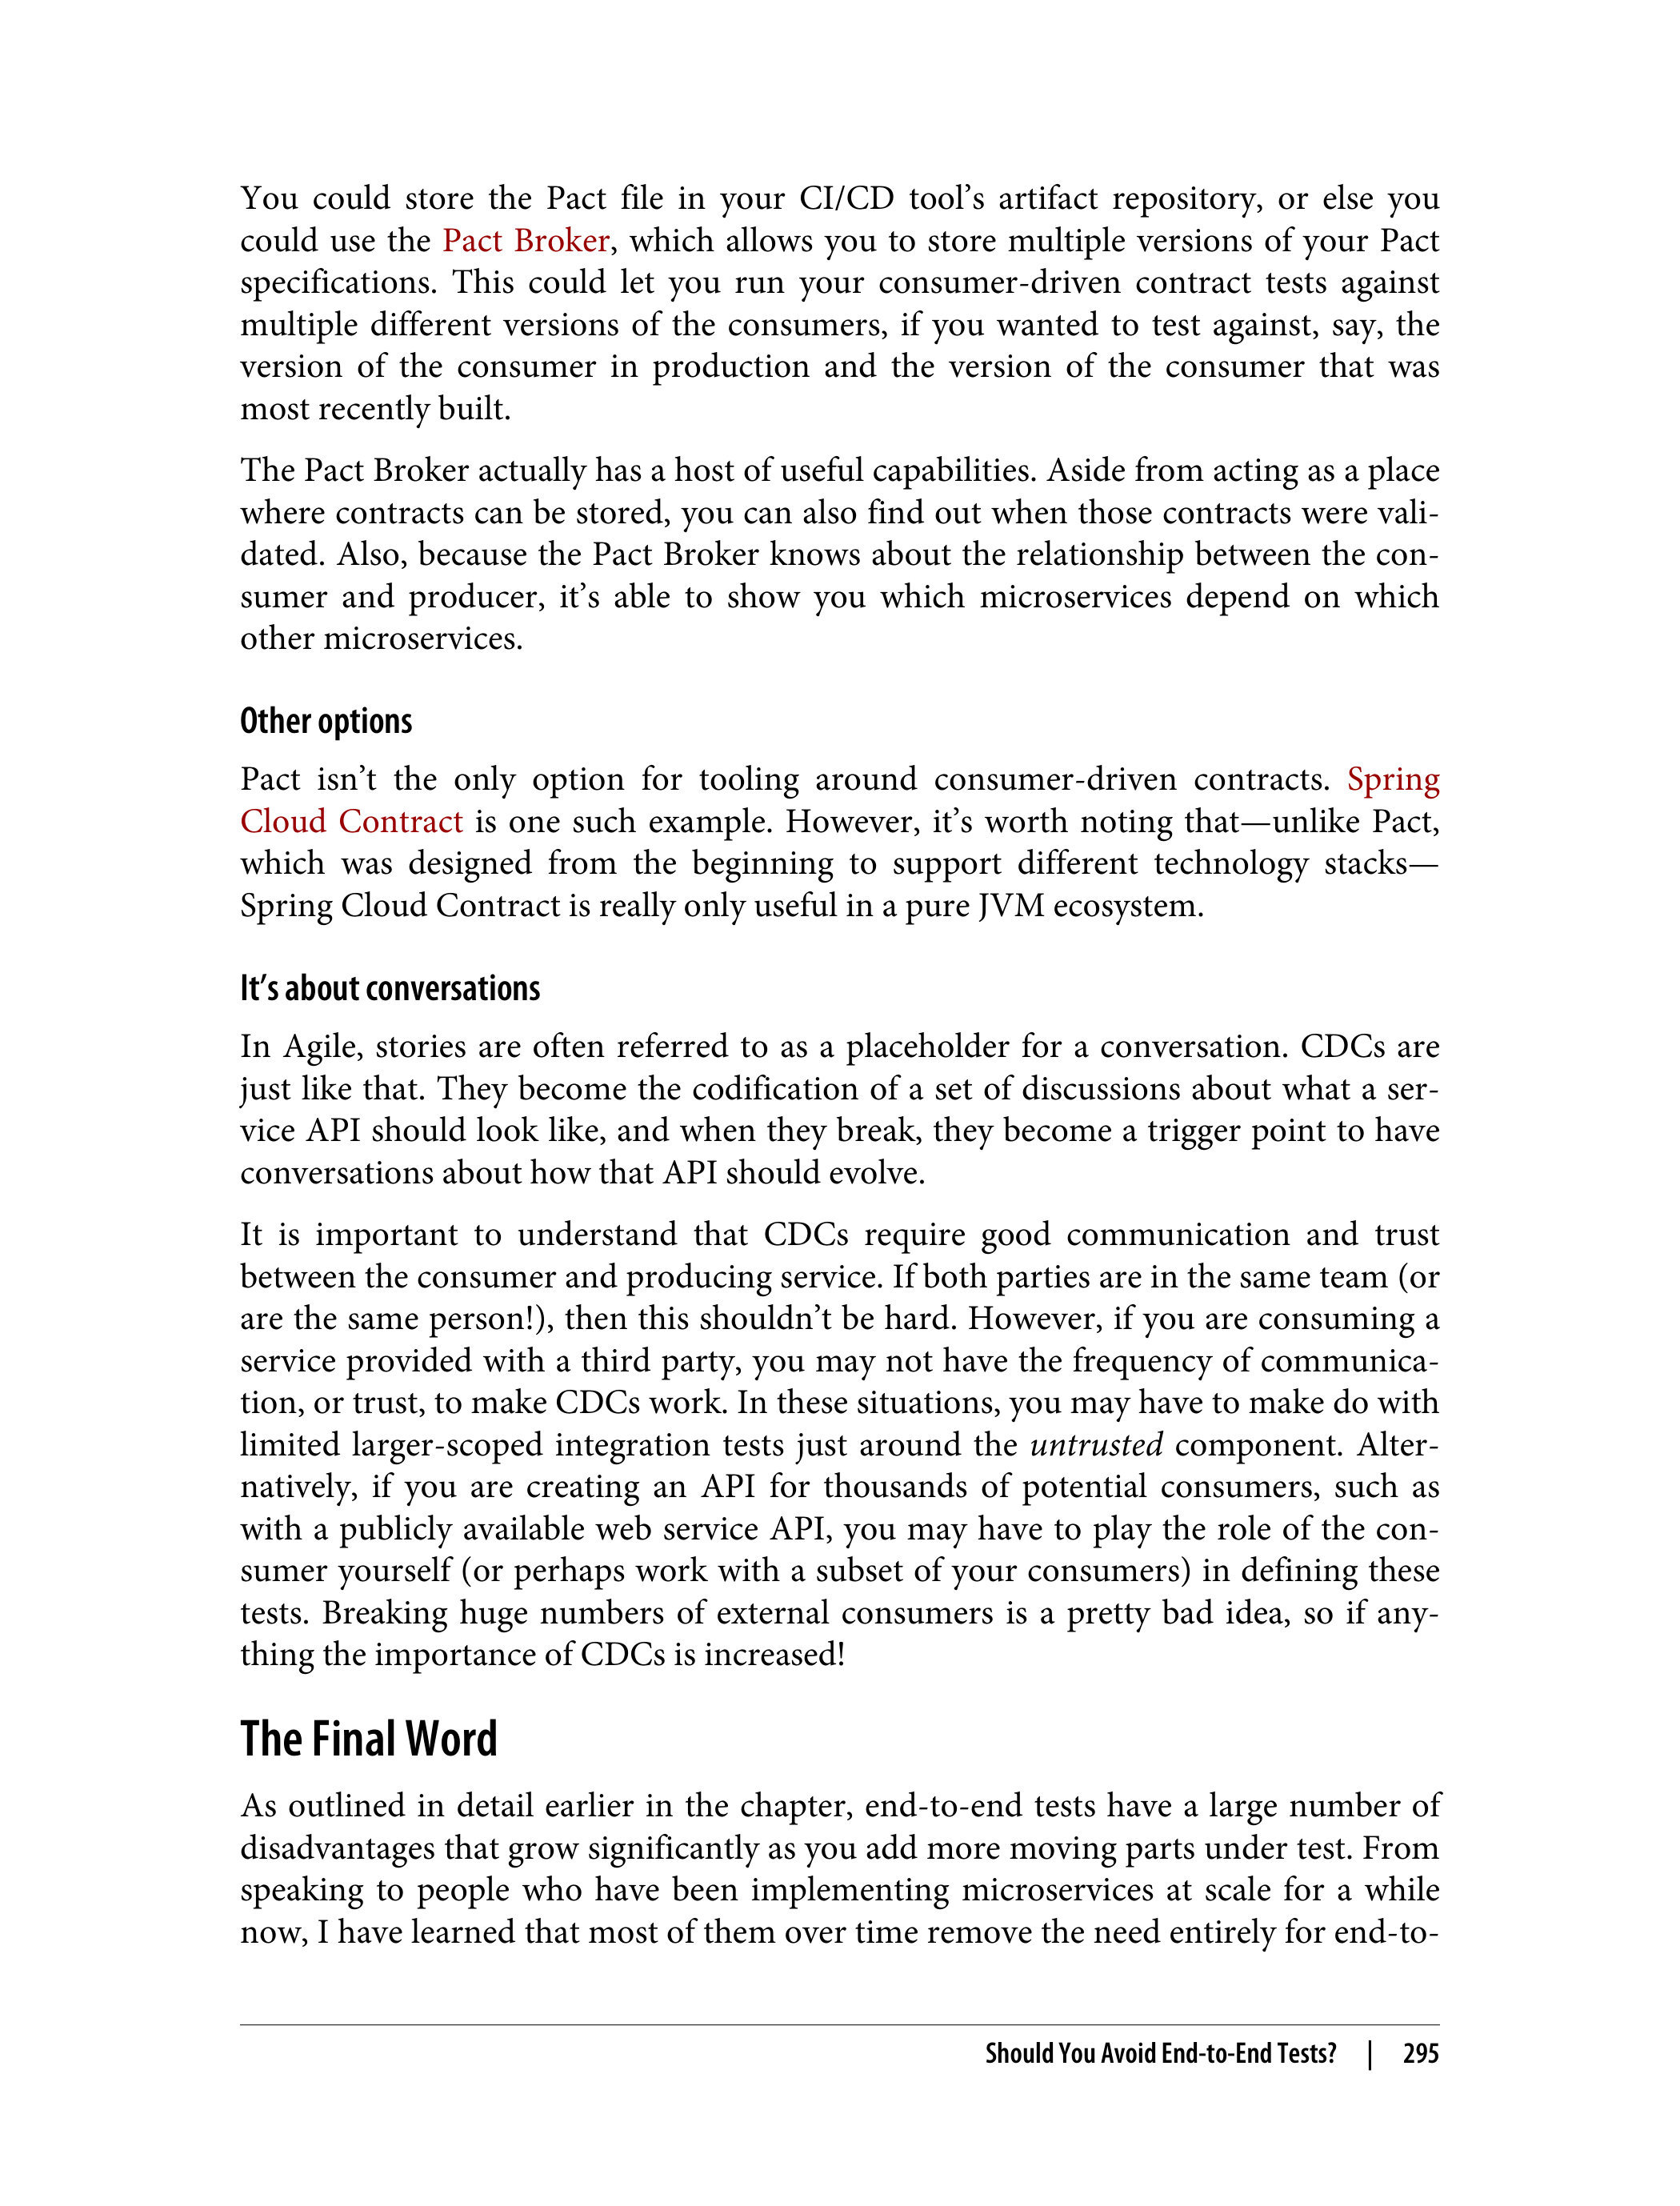 You could store the Pact file in your CI/CD tool’s artifact repository, or else you
could use the Pact Broker, which allows you to store multiple versions of your Pact
specifications. This could let you run your consumer-driven contract tests against
multiple different versions of the consumers, if you wanted to test against, say, the
version of the consumer in production and the version of the consumer that was
most recently built.
The Pact Broker actually has a host of useful capabilities. Aside from acting as a place
where contracts can be stored, you can also find out when those contracts were vali-
dated. Also, because the Pact Broker knows about the relationship between the con-
sumer and producer, it’s able to show you which microservices depend on which
other microservices.
Other options
Pact isn’t the only option for tooling around consumer-driven contracts. Spring
Cloud Contract is one such example. However, it’s worth noting that—unlike Pact,
which was designed from the beginning to support different technology stacks—
Spring Cloud Contract is really only useful in a pure JVM ecosystem.
It’s about conversations
In Agile, stories are often referred to as a placeholder for a conversation. CDCs are
just like that. They become the codification of a set of discussions about what a ser-
vice API should look like, and when they break, they become a trigger point to have
conversations about how that API should evolve.
It is important to understand that CDCs require good communication and trust
between the consumer and producing service. If both parties are in the same team (or
are the same person!), then this shouldn’t be hard. However, if you are consuming a
service provided with a third party, you may not have the frequency of communica-
tion, or trust, to make CDCs work. In these situations, you may have to make do with
limited larger-scoped integration tests just around the untrusted component. Alter-
natively, if you are creating an API for thousands of potential consumers, such as
with a publicly available web service API, you may have to play the role of the con-
sumer yourself (or perhaps work with a subset of your consumers) in defining these
tests. Breaking huge numbers of external consumers is a pretty bad idea, so if any-
thing the importance of CDCs is increased!
The Final Word
As outlined in detail earlier in the chapter, end-to-end tests have a large number of
disadvantages that grow significantly as you add more moving parts under test. From
speaking to people who have been implementing microservices at scale for a while
now, I have learned that most of them over time remove the need entirely for end-to-
Should You Avoid End-to-End Tests? | 295